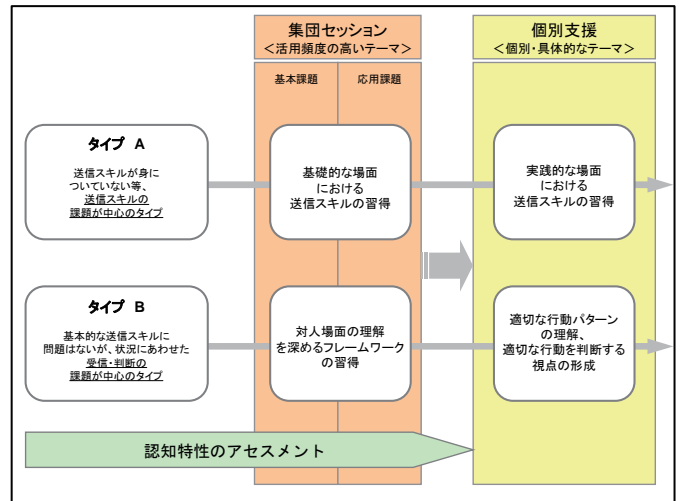 集団セッション
＜活用頻度の高いテーマ＞
個別支援
＜個別・具体的なテーマ＞
基本課題
応用課題
タイプ A
送信スキルが身に
ついていない等、
送信スキルの
課題が中心のタイプ
基礎的な場面
における
送信スキルの習得
実践的な場面
における
送信スキルの習得
タイプ B
基本的な送信スキルに
問題はないが、状況にあわせた
受信・判断の
課題が中心のタイプ
対人場面の理解
を深めるフレームワーク
の習得
適切な行動パターン
の理解、
適切な行動を判断する
視点の形成
認知特性のアセスメント